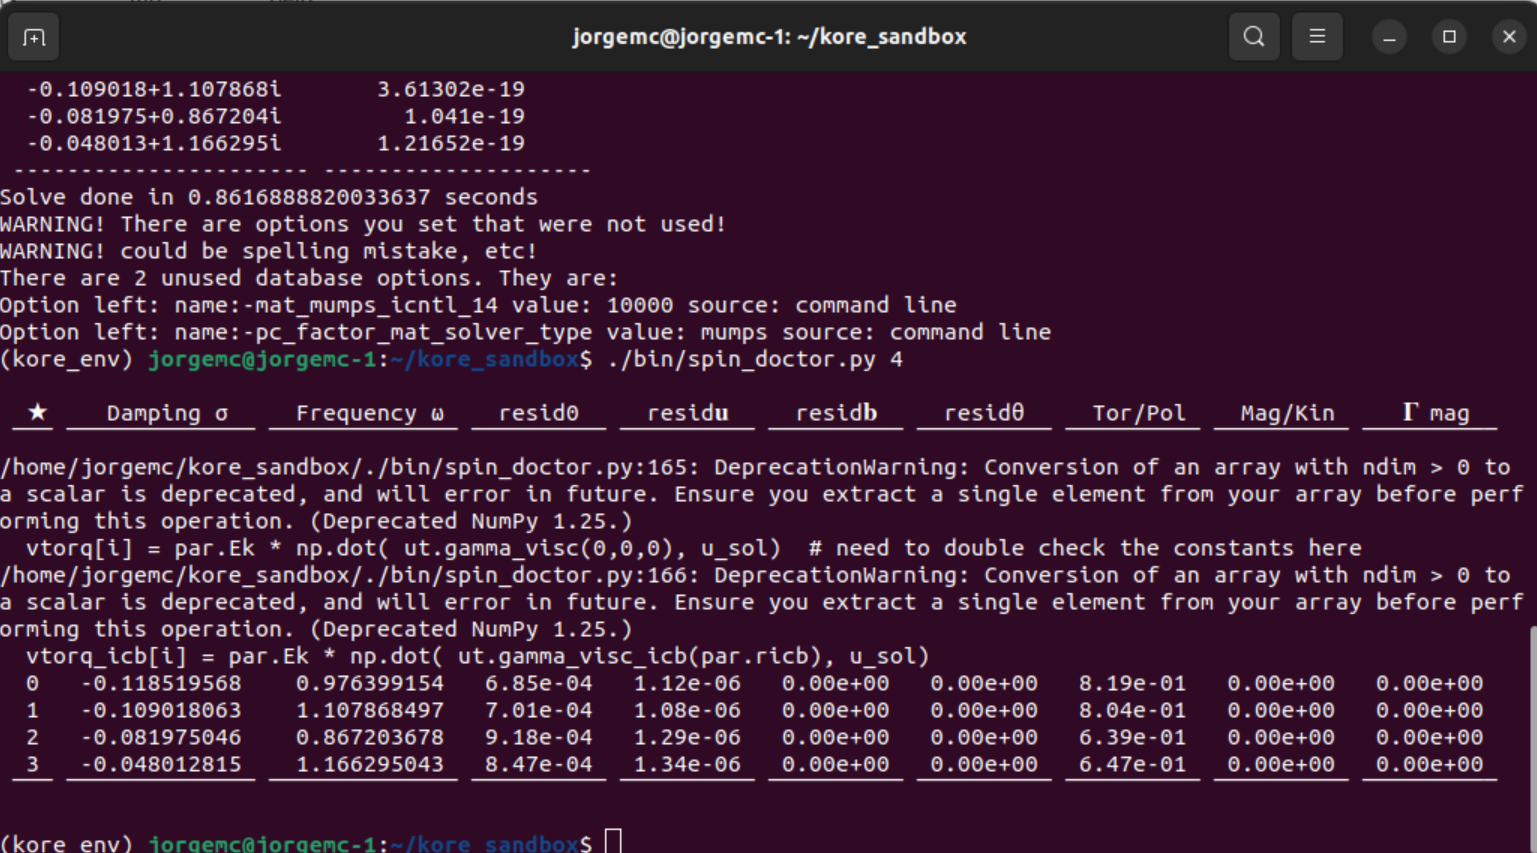 jorgemc@jorgemc-1: ~/kore_sandbox
-0.109018+1.107868i 3.61302e-19
-0.081975+0.867204i 1.041e-19
-0.048013+1.166295i 1.21652e-19
---------------------- --------------------
Solve done in 0.8616888820033637 seconds
WARNING! There are options you set that were not used!
WARNING! could be spelling mistake, etc!
There are 2 unused database options. They are:
Option left: name:-mat_mumps_icntl_14 value: 10000 source: command line
Option left: name:-pc_factor_mat_solver_type value: mumps source: command line
(kore_env) jorgemc@jorgemc-1:~/kore_sandbox$ ./bin/spin_doctor.py 4
★ Damping σ Frequency ω resid0 residu residb residθ Tor/Pol Mag/Kin Γ mag
/home/jorgemc/kore_sandbox/./bin/spin_doctor.py:165: DeprecationWarning: Conversion of an array with ndim > 0 to
a scalar is deprecated, and will error in future. Ensure you extract a single element from your array before perf
orming this operation. (Deprecated NumPy 1.25.)
vtorq[i] = par.Ek * np.dot( ut.gamma_visc(0,0,0), u_sol) # need to double check the constants here
/home/jorgemc/kore_sandbox/./bin/spin_doctor.py:166: DeprecationWarning: Conversion of an array with ndim > 0 to
a scalar is deprecated, and will error in future. Ensure you extract a single element from your array before perf
orming this operation. (Deprecated NumPy 1.25.)
vtorq_icb[i] = par.Ek * np.dot( ut.gamma_visc_icb(par.ricb), u_sol)
0 -0.118519568 0.976399154 6.85e-04 1.12e-06 0.00e+00 0.00e+00 8.19e-01 0.00e+00 0.00e+00
1 -0.109018063 1.107868497 7.01e-04 1.08e-06 0.00e+00 0.00e+00 8.04e-01 0.00e+00 0.00e+00
2 -0.081975046 0.867203678 9.18e-04 1.29e-06 0.00e+00 0.00e+00 6.39e-01 0.00e+00 0.00e+00
3 -0.048012815 1.166295043 8.47e-04 1.34e-06 0.00e+00 0.00e+00 6.47e-01 0.00e+00 0.00e+00
(kore_env) jorgemc@jorgemc-1:~/kore_sandbox$